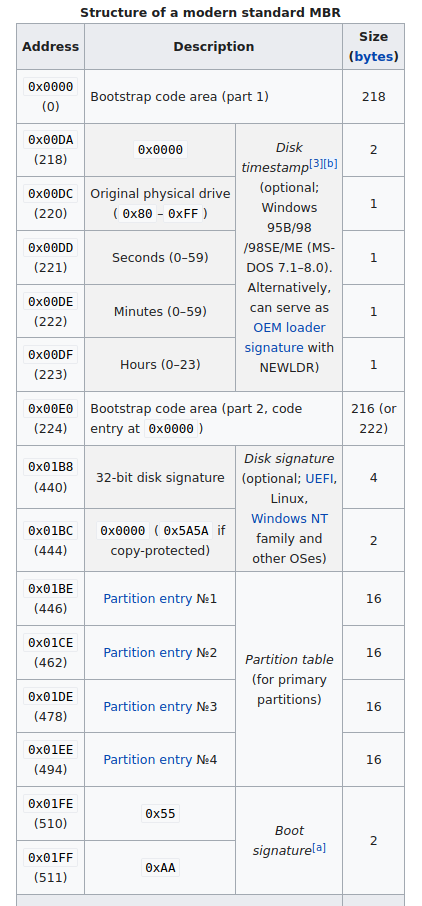 Structure of a modern standard MBR
Address Description Size
(bytes)
0x0000
(0)
Bootstrap code area (part 1)
218
0x00DA
(218)
0x0000
Disk
timestamp[3][b]
(optional;
Windows
95B/98
/98SE/ME (MS-
DOS 7.1–8.0).
Alternatively,
can serve as
OEM loader
signature with
NEWLDR)
2
0x00DC
(220)
Original physical drive
( 0x80 – 0xFF )
1
0x00DD
(221)
Seconds (0–59)
1
0x00DE
(222)
Minutes (0–59)
1
0x00DF
(223)
Hours (0–23)
1
0x00E0
(224)
Bootstrap code area (part 2, code
entry at 0x0000 )
216 (or
222)
0x01B8
(440)
32-bit disk signature
Disk signature
(optional; UEFI,
Linux,
Windows NT
family and
other OSes)
4
0x01BC
(444)
0x0000 ( 0x5A5A if
copy-protected)
2
0x01BE
(446)
Partition entry №1
Partition table
(for primary
partitions)
16
0x01CE
(462)
Partition entry №2
16
0x01DE
(478)
Partition entry №3
16
0x01EE
(494)
Partition entry №4
16
0x01FE
(510)
0x55
Boot
signature[a]
2
0x01FF
(511)
0xAA